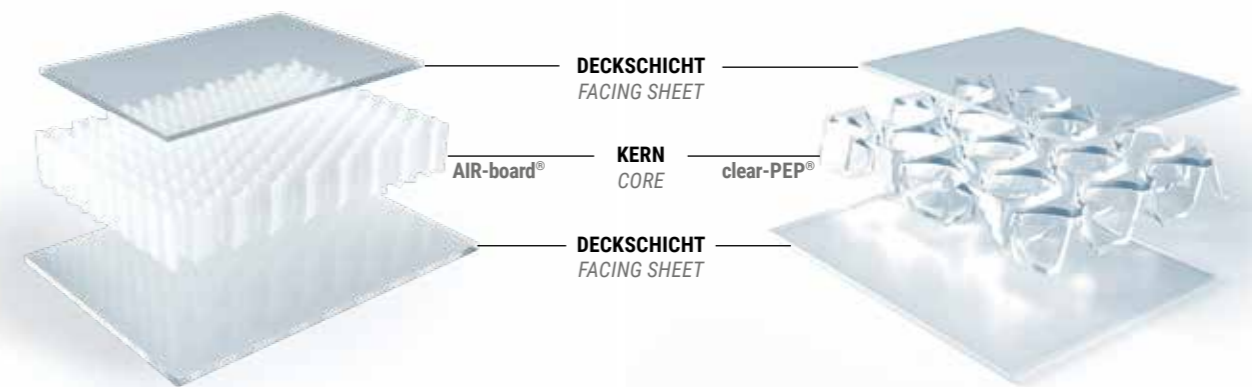 DECKSCHICHT
FACING SHEET
AIR-board®
KERN
CORE
clear-PEP®
DECKSCHICHT
FACING SHEET